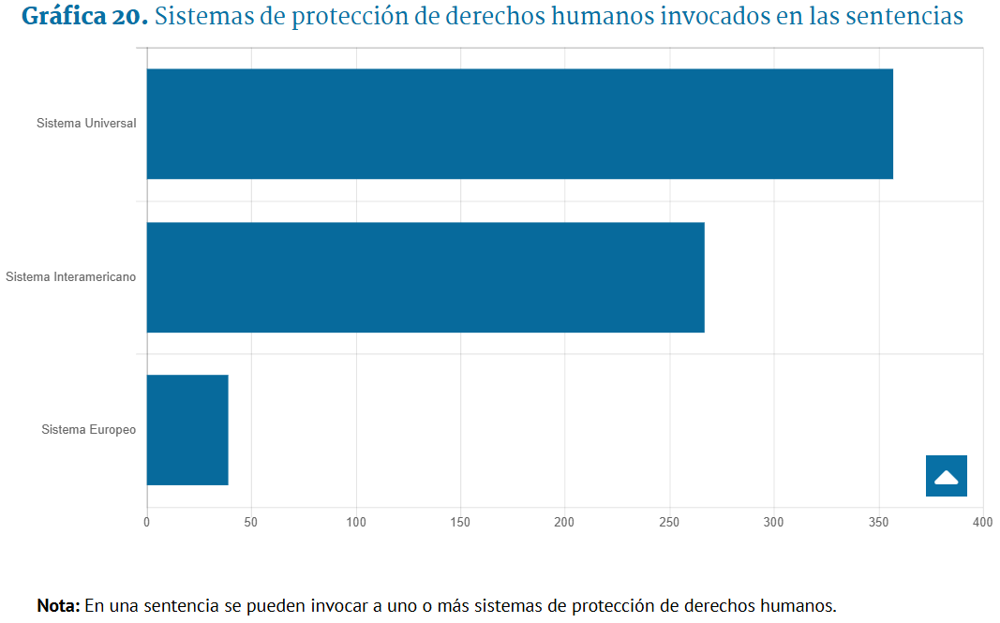 Gráfica 20. Sistemas de protección de derechos humanos invocados en las sentencias
Sistema Universal
Sistema Interamericano
Sistema Europeo
0 50 100 150 200 250 300 350 400
Nota: En una sentencia se pueden invocar a uno o más sistemas de protección de derechos humanos.